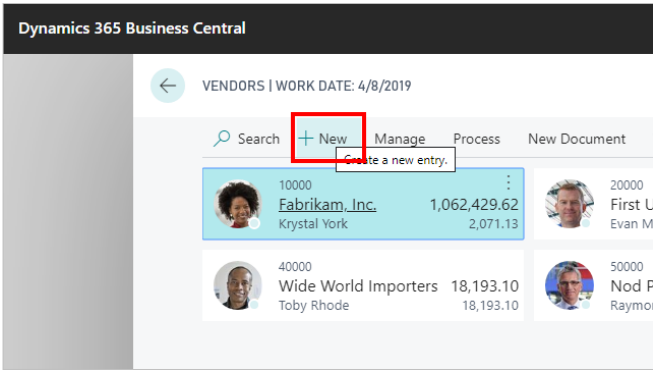 Dynamics 365 Business Central
VENDORS | WORK DATE: 4/8/2019
Search New Manage Process New Document
Create a new entry.
10000
Fabrikam, Inc. 1,062,429.62
Krystal York 2,071.13
20000
First U
Evan M
40000
Wide World Importers 18,193.10
Toby Rhode 18,193.10
50000
Nod P
Raymo